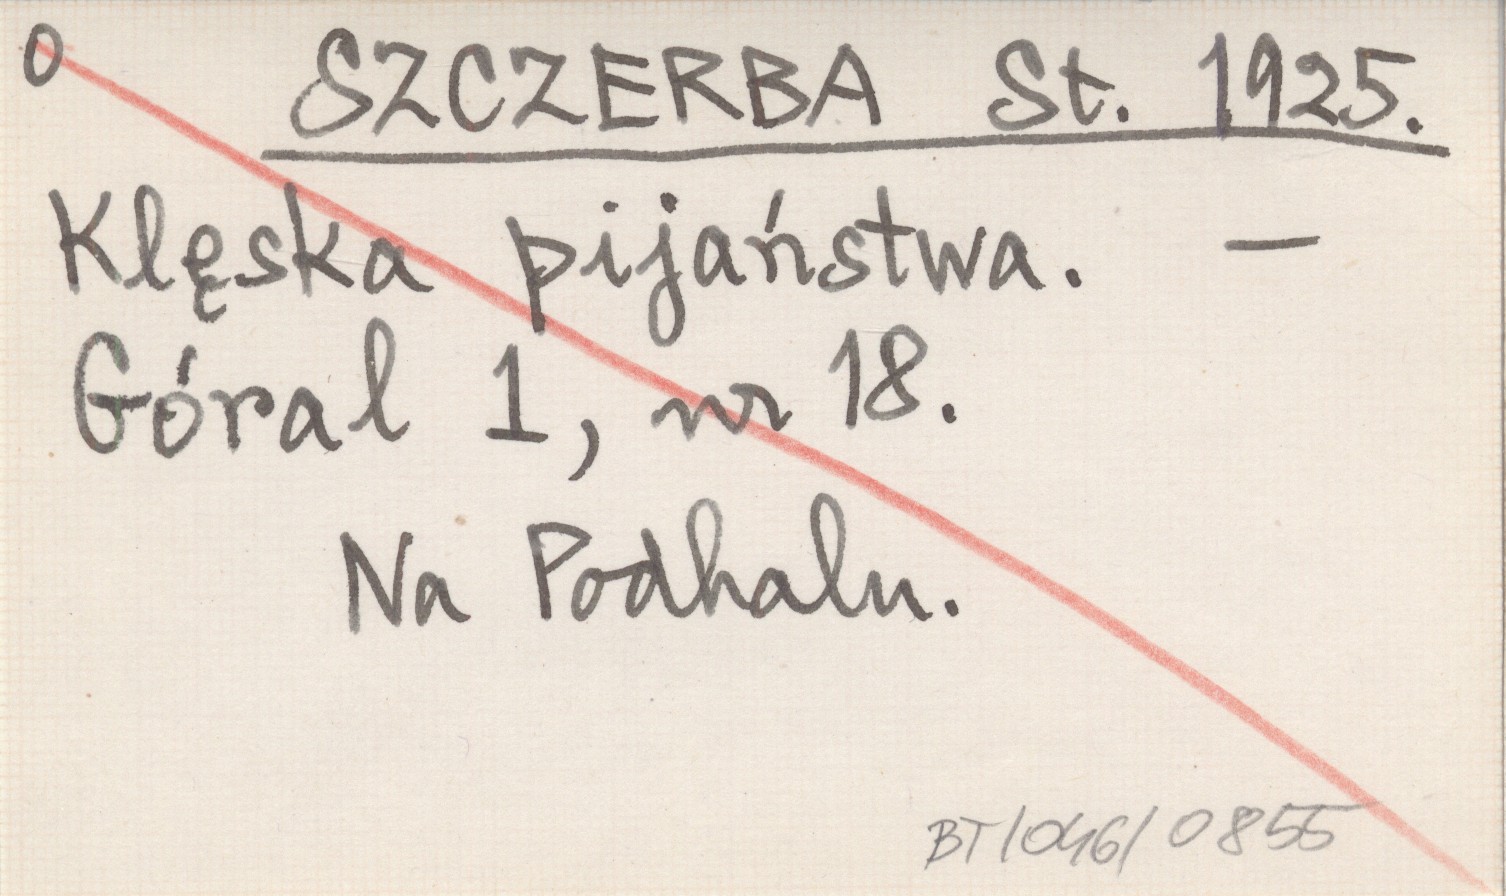 0 SZCZERBA St. 1925.
Klęska pijaństwa. —
Góral 1, nr 18.
Na Podhalu.
BT/046/0855